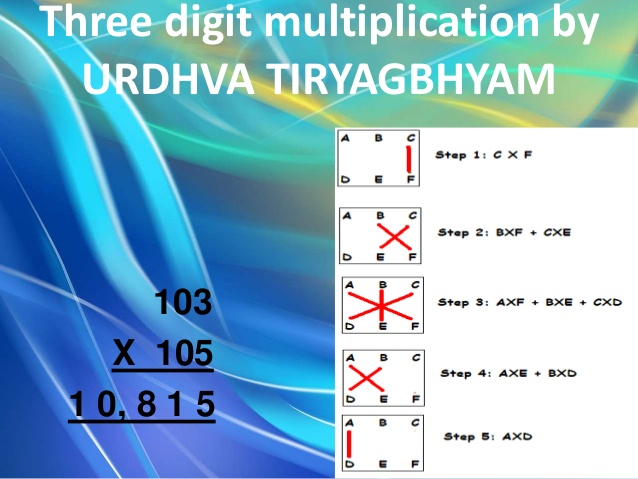 Three digit multiplication by
URDHVA TIRYAGBHYAM
A B C
D E F
Step 1: C X F
A B C
D E F
Step 2: BXF + CXE
A B C
D E F
Step 3: AXF + BXE + CXD
A B C
D E F
Step 4: AXE + BXD
A B C
D E F
Step 5: AXD
103
X 105
1 0, 8 1 5